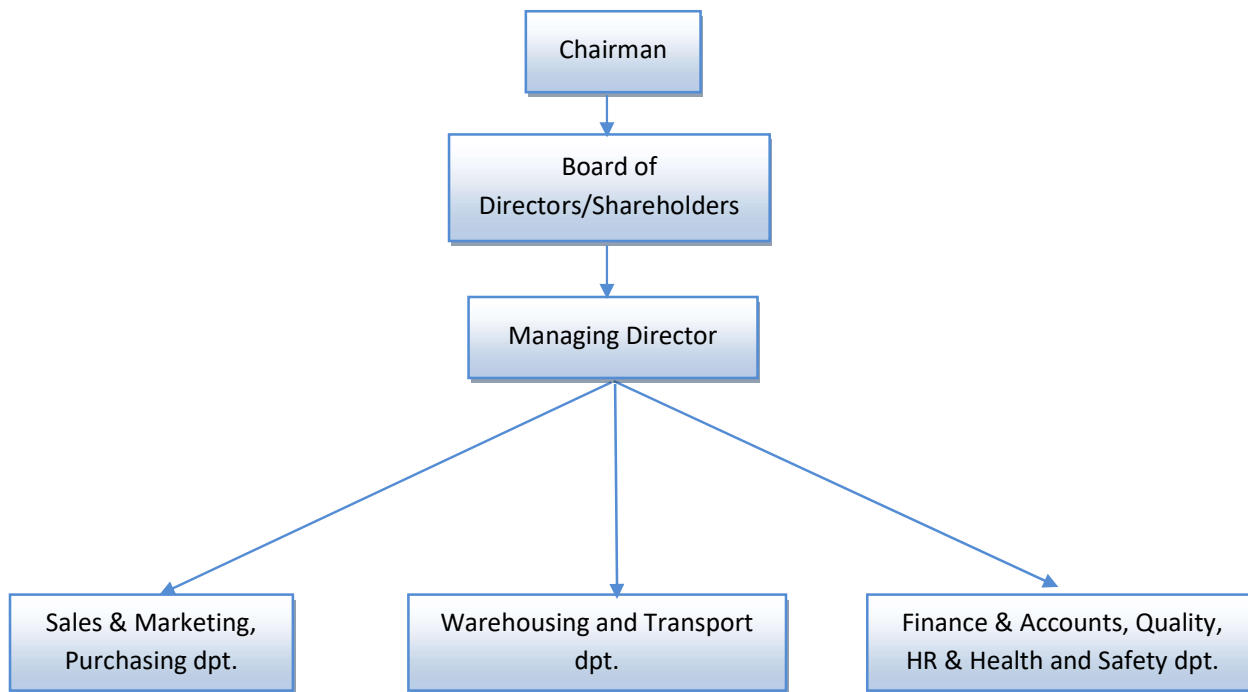 Chairman
Board of
Directors/Shareholders
Managing Director
Sales & Marketing,
Purchasing dpt.
Warehousing and Transport
dpt.
Finance & Accounts, Quality,
HR & Health and Safety dpt.